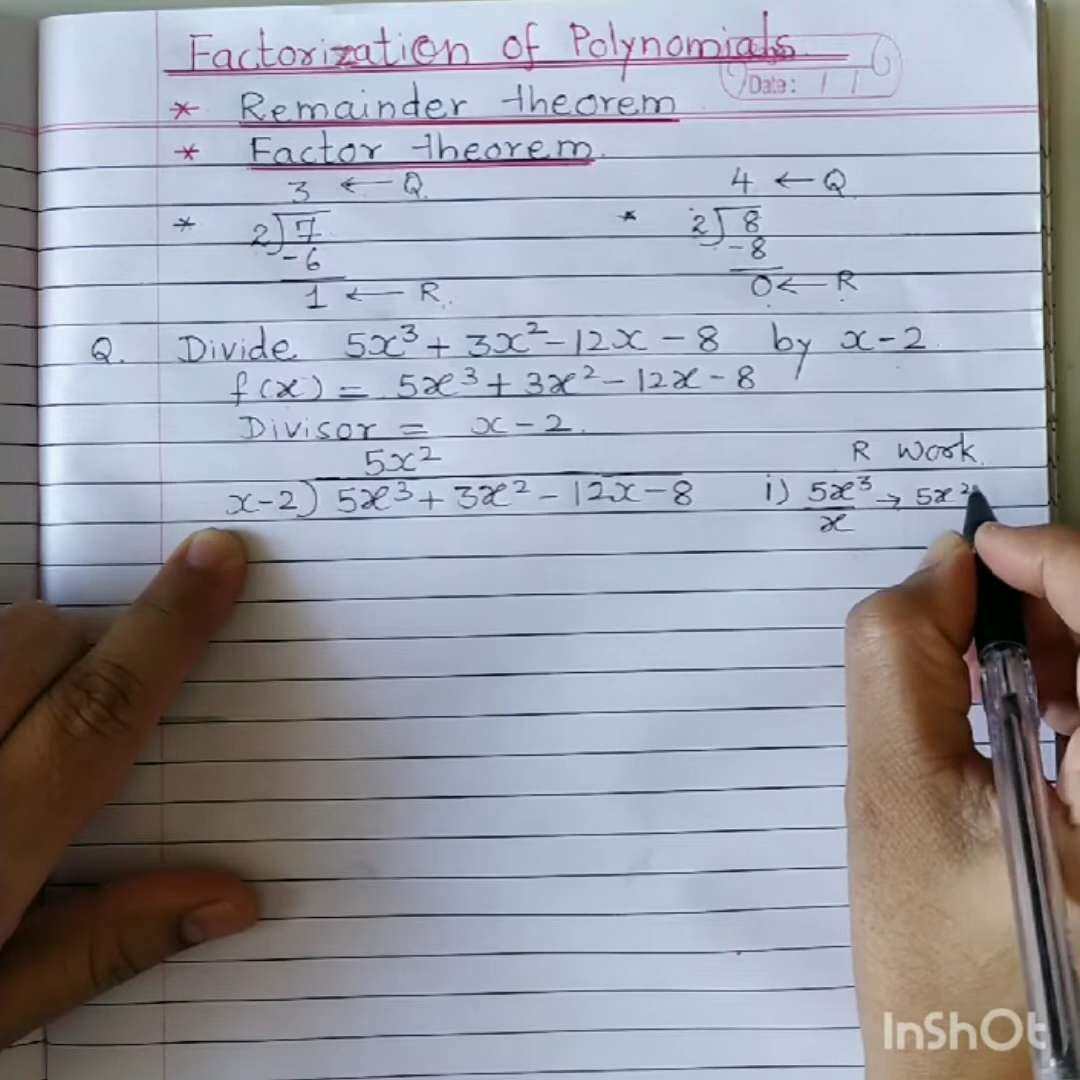 Factorization of Polynomials
Date: / /
* Remainder theorem
* Factor theorem.
3 ← Q
* 2) 7
-6
1 ← R.
4 ← Q
* 2) 8
-8
0 ← R
Q. Divide 5x³ + 3x² - 12x - 8 by x - 2.
f(x) = 5x³ + 3x² - 12x - 8
Divisor = x - 2.
5x²
x-2) 5x³ + 3x² - 12x - 8
R Work.
i) 5x³/x → 5x²
InShOt